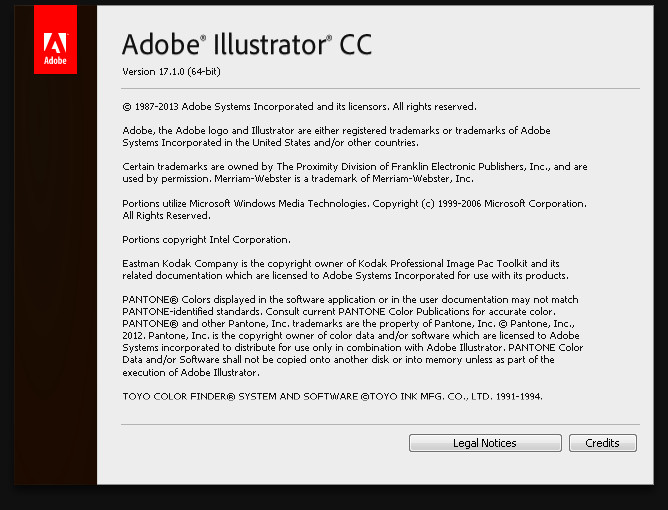 Adobe
Adobe® Illustrator® CC
Version 17.1.0 (64-bit)
© 1987-2013 Adobe Systems Incorporated and its licensors. All rights reserved.
Adobe, the Adobe logo and Illustrator are either registered trademarks or trademarks of Adobe
Systems Incorporated in the United States and/or other countries.
Certain trademarks are owned by The Proximity Division of Franklin Electronic Publishers, Inc., and are
used by permission. Merriam-Webster is a trademark of Merriam-Webster, Inc.
Portions utilize Microsoft Windows Media Technologies. Copyright (c) 1999-2006 Microsoft Corporation.
All Rights Reserved.
Portions copyright Intel Corporation.
Eastman Kodak Company is the copyright owner of Kodak Professional Image Pac Toolkit and its
related documentation which are licensed to Adobe Systems Incorporated for use with its products.
PANTONE® Colors displayed in the software application or in the user documentation may not match
PANTONE-identified standards. Consult current PANTONE Color Publications for accurate color.
PANTONE® and other Pantone, Inc. trademarks are the property of Pantone, Inc. © Pantone, Inc.,
2012. Pantone, Inc. is the copyright owner of color data and/or software which are licensed to Adobe
Systems incorporated to distribute for use only in combination with Adobe Illustrator. PANTONE Color
Data and/or Software shall not be copied onto another disk or into memory unless as part of the
execution of Adobe Illustrator.
TOYO COLOR FINDER® SYSTEM AND SOFTWARE @TOYO INK MFG. CO., LTD. 1991-1994.
Legal Notices
Credits